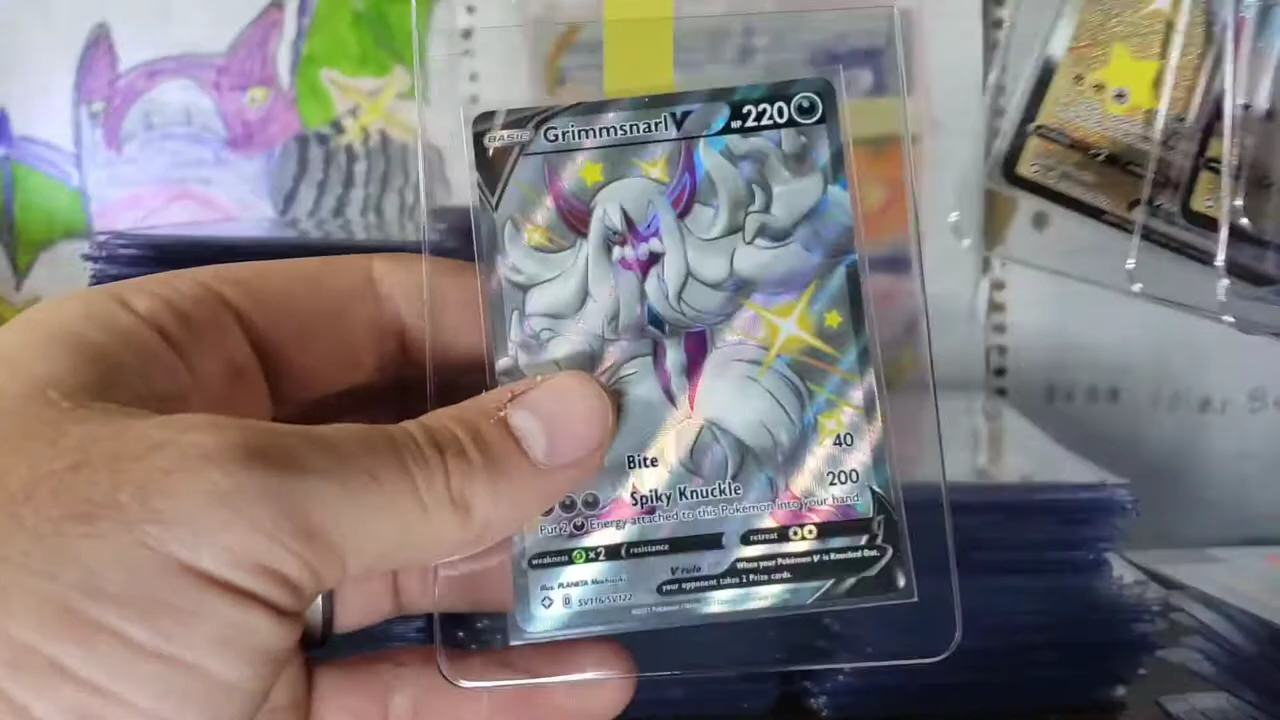 BASIC Grimmsnarl V HP 220
Bite 40
Spiky Knuckle 200
Put 2 Energy attached to this Pokémon into your hand.
weakness ×2 resistance retreat
V rule When your Pokémon V is Knocked Out,
your opponent takes 2 Prize cards.
Illus. PLANETA Mochizuki
D SV116/SV122
©2021 Pokémon